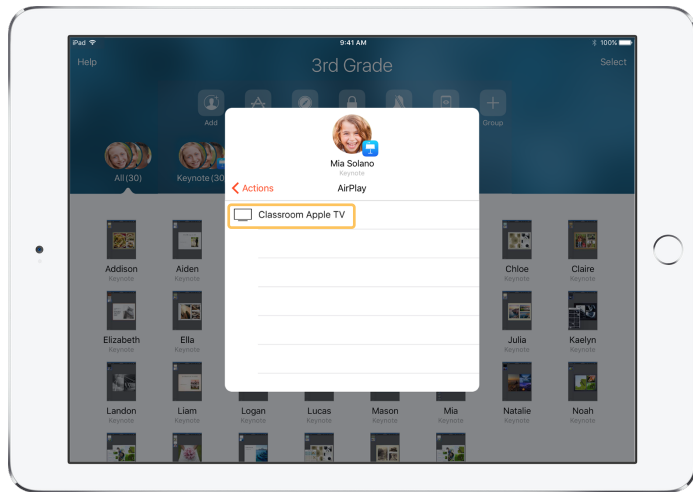 iPad
9:41 AM
100%
Help
3rd Grade
Select
Add
Group
All (30)
Keynote (30
Mia Solano
Keynote
Actions
AirPlay
Classroom Apple TV
Addison
Aiden
Chloe
Claire
Keynote
Keynote
Keynote
Keynote
Elizabeth
Ella
Julia
Kaelyn
Keynote
Keynote
Keynote
Keynote
Landon
Liam
Logan
Lucas
Mason
Mia
Natalie
Noah
Keynote
Keynote
Keynote
Keynote
Keynote
Keynote
Keynote
Keynote